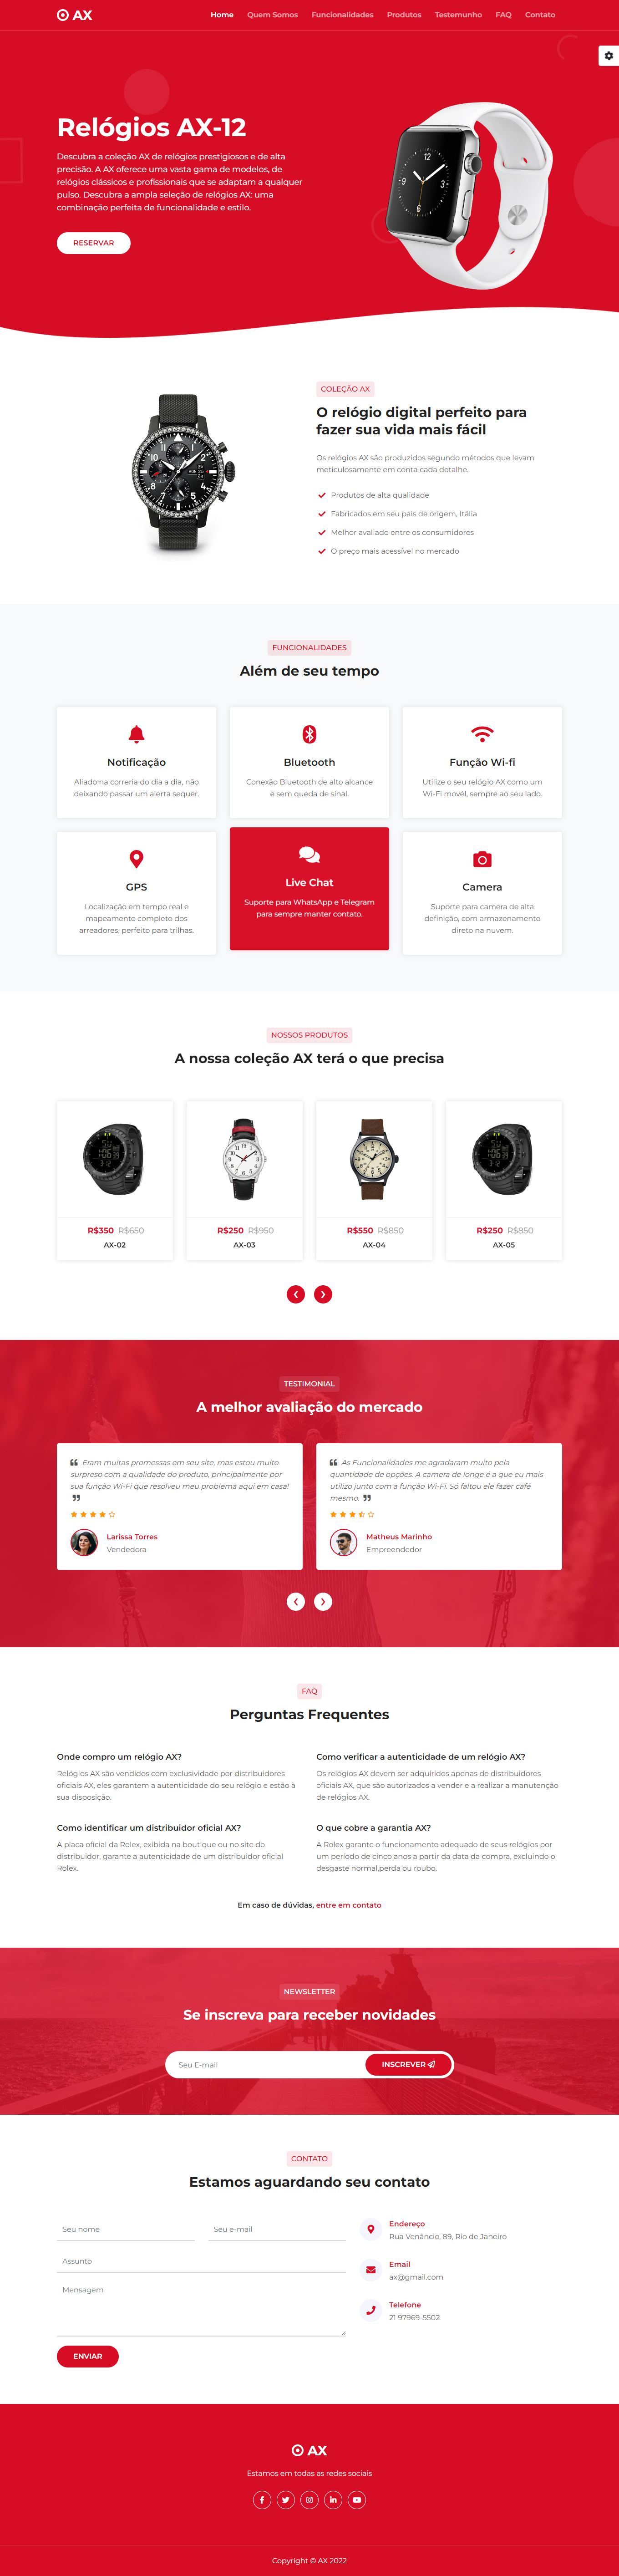 AX
Home Quem Somos Funcionalidades Produtos Testemunho FAQ Contato
Relógios AX-12
Descubra a coleção AX de relógios prestigiosos e de alta
precisão. A AX oferece uma vasta gama de modelos, de
relógios clássicos e profissionais que se adaptam a qualquer
pulso. Descubra a ampla seleção de relógios AX: uma
combinação perfeita de funcionalidade e estilo.
RESERVAR
COLEÇÃO AX
O relógio digital perfeito para
fazer sua vida mais fácil
Os relógios AX são produzidos segundo métodos que levam
meticulosamente em conta cada detalhe.
Produtos de alta qualidade
Fabricados em seu país de origem, Itália
Melhor avaliado entre os consumidores
O preço mais acessível no mercado
FUNCIONALIDADES
Além de seu tempo
Notificação
Aliado na correria do dia a dia, não
deixando passar um alerta sequer.
Bluetooth
Conexão Bluetooth de alto alcance
e sem queda de sinal.
Função Wi-fi
Utilize o seu relógio AX como um
Wi-Fi movél, sempre ao seu lado.
GPS
Localização em tempo real e
mapeamento completo dos
arreadores, perfeito para trilhas.
Live Chat
Suporte para WhatsApp e Telegram
para sempre manter contato.
Camera
Suporte para camera de alta
definição, com armazenamento
direto na nuvem.
NOSSOS PRODUTOS
A nossa coleção AX terá o que precisa
R$350 R$650
AX-02
R$250 R$950
AX-03
R$550 R$850
AX-04
R$250 R$850
AX-05
TESTIMONIAL
A melhor avaliação do mercado
Eram muitas promessas em seu site, mas estou muito
surpreso com a qualidade do produto, principalmente por
sua função Wi-Fi que resolveu meu problema aqui em casa!
Larissa Torres
Vendedora
As Funcionalidades me agradaram muito pela
quantidade de opções. A camera de longe é a que eu mais
utilizo junto com a função Wi-Fi. Só faltou ele fazer café
mesmo.
Matheus Marinho
Empreendedor
FAQ
Perguntas Frequentes
Onde compro um relógio AX?
Relógios AX são vendidos com exclusividade por distribuidores
oficiais AX, eles garantem a autenticidade do seu relógio e estão à
sua disposição.
Como verificar a autenticidade de um relógio AX?
Os relógios AX devem ser adquiridos apenas de distribuidores
oficiais AX, que são autorizados a vender e a realizar a manutenção
de relógios AX.
Como identificar um distribuidor oficial AX?
A placa oficial da Rolex, exibida na boutique ou no site do
distribuidor, garante a autenticidade de um distribuidor oficial
Rolex.
O que cobre a garantia AX?
A Rolex garante o funcionamento adequado de seus relógios por
um período de cinco anos a partir da data da compra, excluindo o
desgaste normal,perda ou roubo.
Em caso de dúvidas, entre em contato
NEWSLETTER
Se inscreva para receber novidades
Seu E-mail
INSCREVER
CONTATO
Estamos aguardando seu contato
Seu nome
Seu e-mail
Assunto
Mensagem
ENVIAR
Endereço
Rua Venâncio, 89, Rio de Janeiro
Email
ax@gmail.com
Telefone
21 97969-5502
AX
Estamos em todas as redes sociais
Copyright © AX 2022